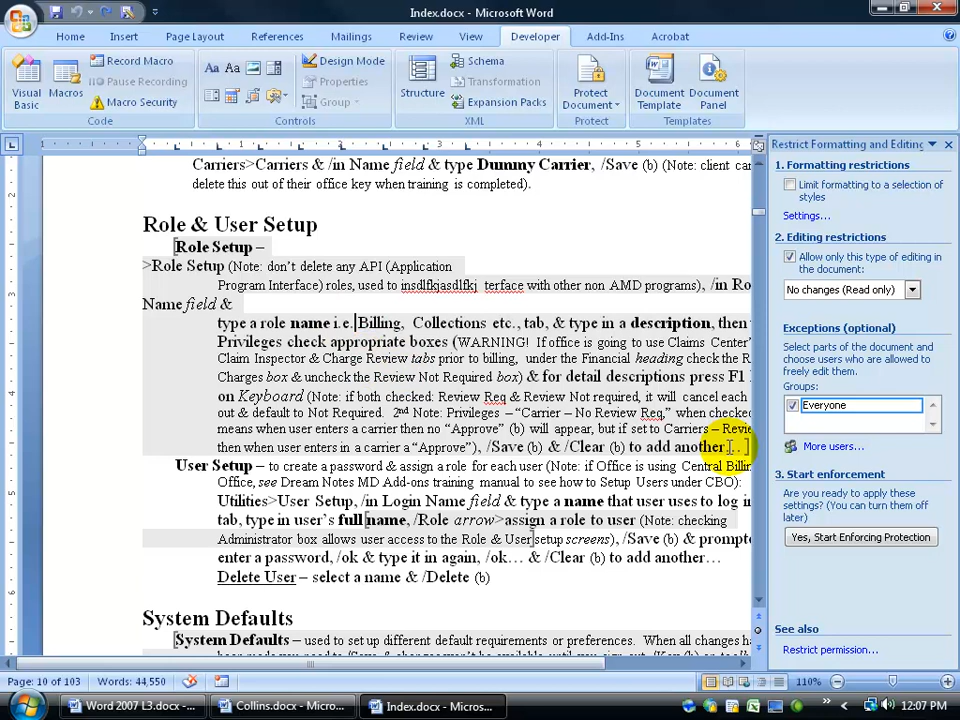 Index.docx - Microsoft Word
Home Insert Page Layout References Mailings Review View Developer Add-Ins Acrobat
Visual Basic
Macros
Record Macro
Pause Recording
Macro Security
Code
Aa Aa
Design Mode
Properties
Group
Controls
Structure
Schema
Transformation
Expansion Packs
XML
Protect Document
Protect
Document Template
Document Panel
Templates
1 1 2 3 4 5 6
Carriers>Carriers & /in Name field & type Dummy Carrier, /Save (b) (Note: client can
delete this out of their office key when training is completed).
Role & User Setup
[Role Setup –
>Role Setup (Note: don't delete any API (Application
Program Interface) roles, used to insdlfkjasdlfkj terface with other non AMD programs), /in Ro
Name field &
type a role name i.e. Billing, Collections etc., tab, & type in a description, then
Privileges check appropriate boxes (WARNING! If office is going to use Claims Center
Claim Inspector & Charge Review tabs prior to billing, under the Financial heading check the R
Charges box & uncheck the Review Not Required box) & for detail descriptions press F1
on Keyboard (Note: if both checked: Review Req & Review Not required, it will cancel each
out & default to Not Required. 2nd Note: Privileges – "Carrier – No Review Req," when checked
means when user enters a carrier then no "Approve" (b) will appear, but if set to Carriers – Revie
then when user enters in a carrier a "Approve"), /Save (b) & /Clear (b) to add another…]
User Setup – to create a password & assign a role for each user (Note: if Office is using Central Billin
Office, see Dream Notes MD Add-ons training manual to see how to Setup Users under CBO):
Utilities>User Setup, /in Login Name field & type a name that user uses to log in
tab, type in user's full [name, /Role arrow>assign a role to user (Note: checking
Administrator box allows user access to the Role & User]setup screens), /Save (b) & prompte
enter a password, /ok & type it in again, /ok… & /Clear (b) to add another…
Delete User – select a name & /Delete (b)
System Defaults
[System Defaults – used to set up different default requirements or preferences. When all changes ha
Restrict Formatting and Editing
1. Formatting restrictions
Limit formatting to a selection of styles
Settings...
2. Editing restrictions
Allow only this type of editing in the document:
No changes (Read only)
Exceptions (optional)
Select parts of the document and choose users who are allowed to freely edit them.
Groups:
Everyone
More users...
3. Start enforcement
Are you ready to apply these settings? (You can turn them off later)
Yes, Start Enforcing Protection
See also
Restrict permission...
Page: 10 of 103 Words: 44,550 110%
Word 2007 L3.docx -... Collins.docx - Microso... Index.docx - Microso... 12:07 PM